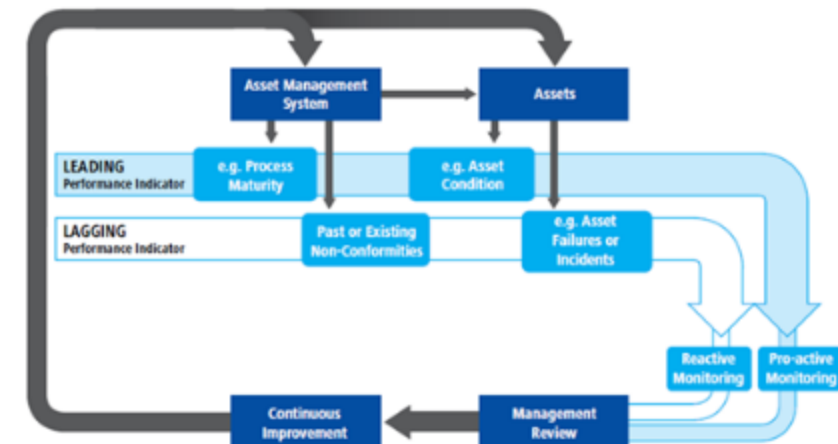 Asset Management
System
Assets
LEADING
Performance Indicator
e.g. Process
Maturity
e.g. Asset
Condition
LAGGING
Performance Indicator
Past or Existing
Non-Conformities
e.g. Asset
Failures or
Incidents
Reactive
Monitoring
Pro-active
Monitoring
Continuous
Improvement
Management
Review